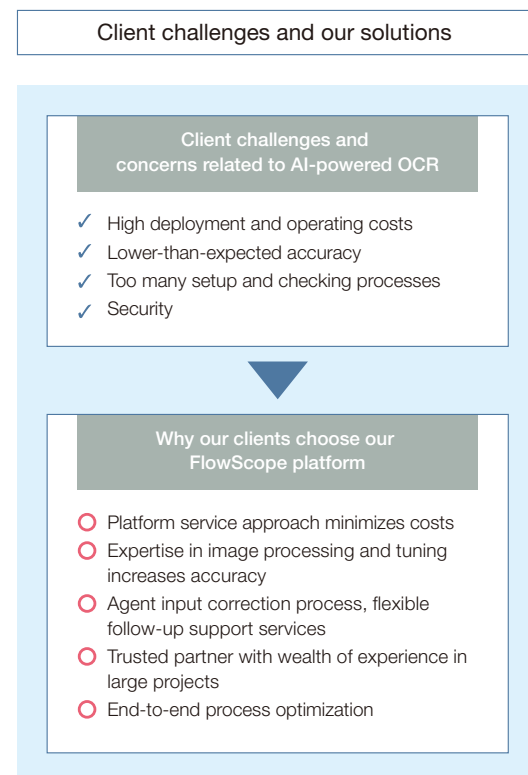 Client challenges and our solutions
Client challenges and
concerns related to AI-powered OCR
✓ High deployment and operating costs
✓ Lower-than-expected accuracy
✓ Too many setup and checking processes
✓ Security
Why our clients choose our
FlowScope platform
Platform service approach minimizes costs
Expertise in image processing and tuning
increases accuracy
Agent input correction process, flexible
follow-up support services
Trusted partner with wealth of experience in
large projects
End-to-end process optimization